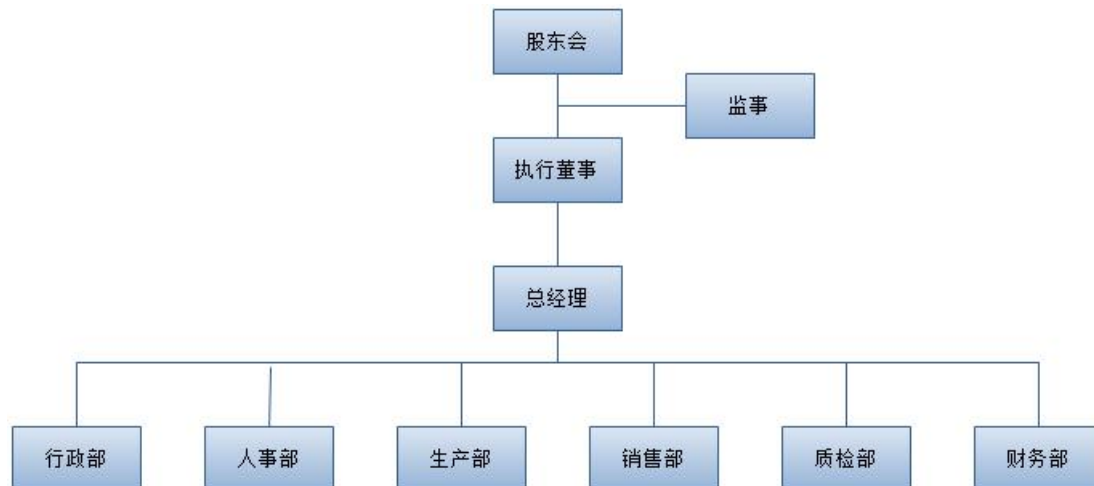 股东会
监事
执行董事
总经理
行政部
人事部
生产部
销售部
质检部
财务部